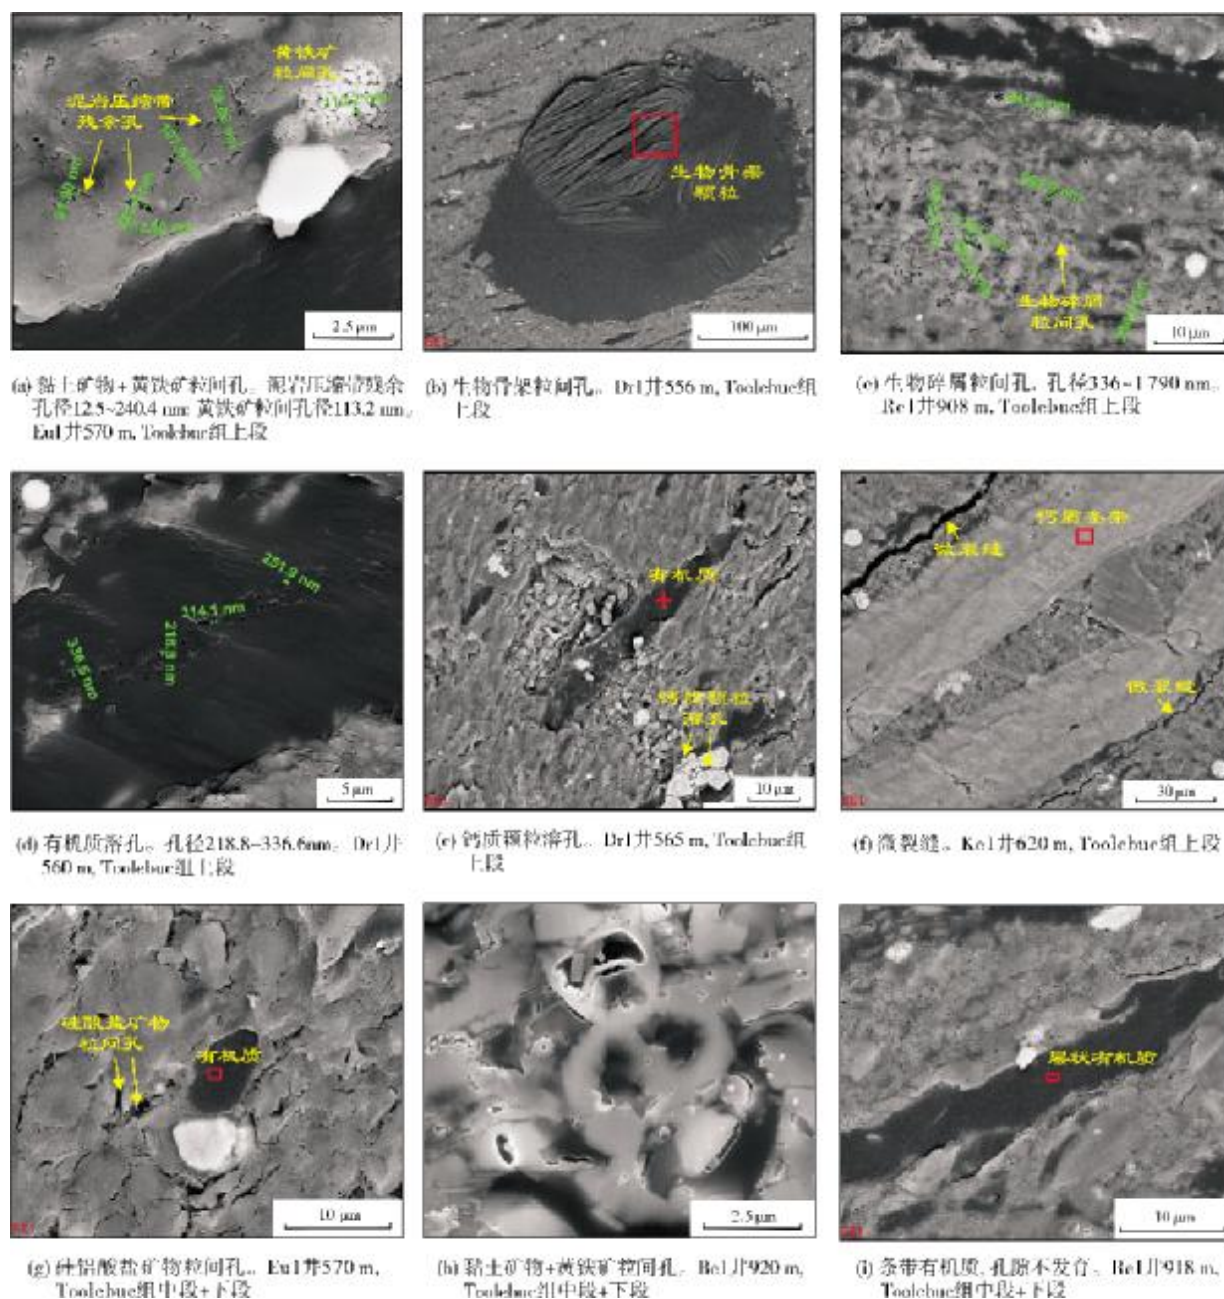 黄铁矿
粒间孔
泥岩压缩带
残余孔
2.5 μm
生物骨架
颗粒
100 μm
生物碎屑
粒间孔
10 μm
(a) 黏土矿物+黄铁矿粒间孔。泥岩压缩带残余
孔径12.5~240.4 nm; 黄铁矿粒间孔径113.2 nm。
Eu1井570 m, Toolebuc组上段
(b) 生物骨架粒间孔。Dr1井556 m, Toolebuc组
上段
(c) 生物碎屑粒间孔, 孔径336~1 790 nm。
Re1井908 m, Toolebuc组上段
251.9 nm
114.1 nm
218.8 nm
336.6 nm
5 μm
有机质
钙质颗粒
溶孔
10 μm
钙质条带
微裂缝
微裂缝
30 μm
(d) 有机质溶孔。孔径218.8~336.6nm。Dr1井
560 m, Toolebuc组上段
(e) 钙质颗粒溶孔。Dr1井565 m, Toolebuc组
上段
(f) 微裂缝。Ke1井620 m, Toolebuc组上段
硅酸盐矿物
粒间孔
有机质
10 μm
2.5 μm
层状有机质
10 μm
(g) 硅铝酸盐矿物粒间孔。Eu1井570 m,
Toolebuc组中段+下段
(h) 黏土矿物+黄铁矿粒间孔。Re1井920 m,
Toolebuc组中段+下段
(i) 条带有机质, 孔隙不发育。Re1井918 m,
Toolebuc组中段+下段